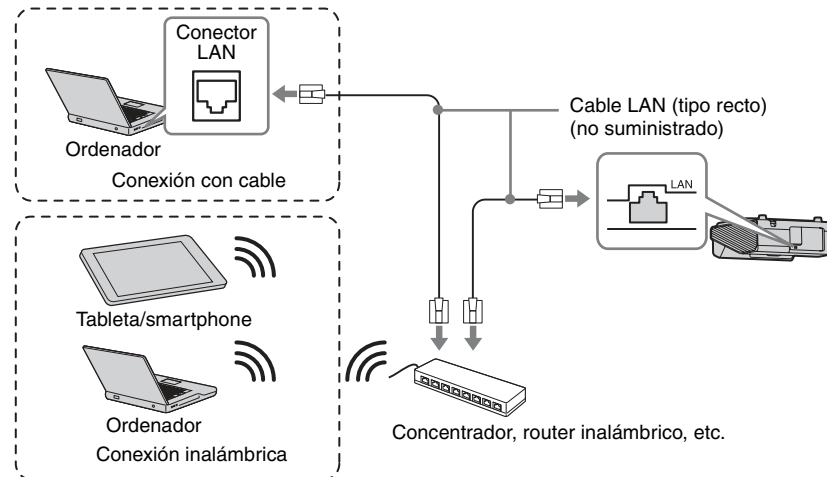 Conector
LAN
Ordenador
Conexión con cable
Cable LAN (tipo recto)
(no suministrado)
LAN
Tableta/smartphone
Ordenador
Conexión inalámbrica
Concentrador, router inalámbrico, etc.